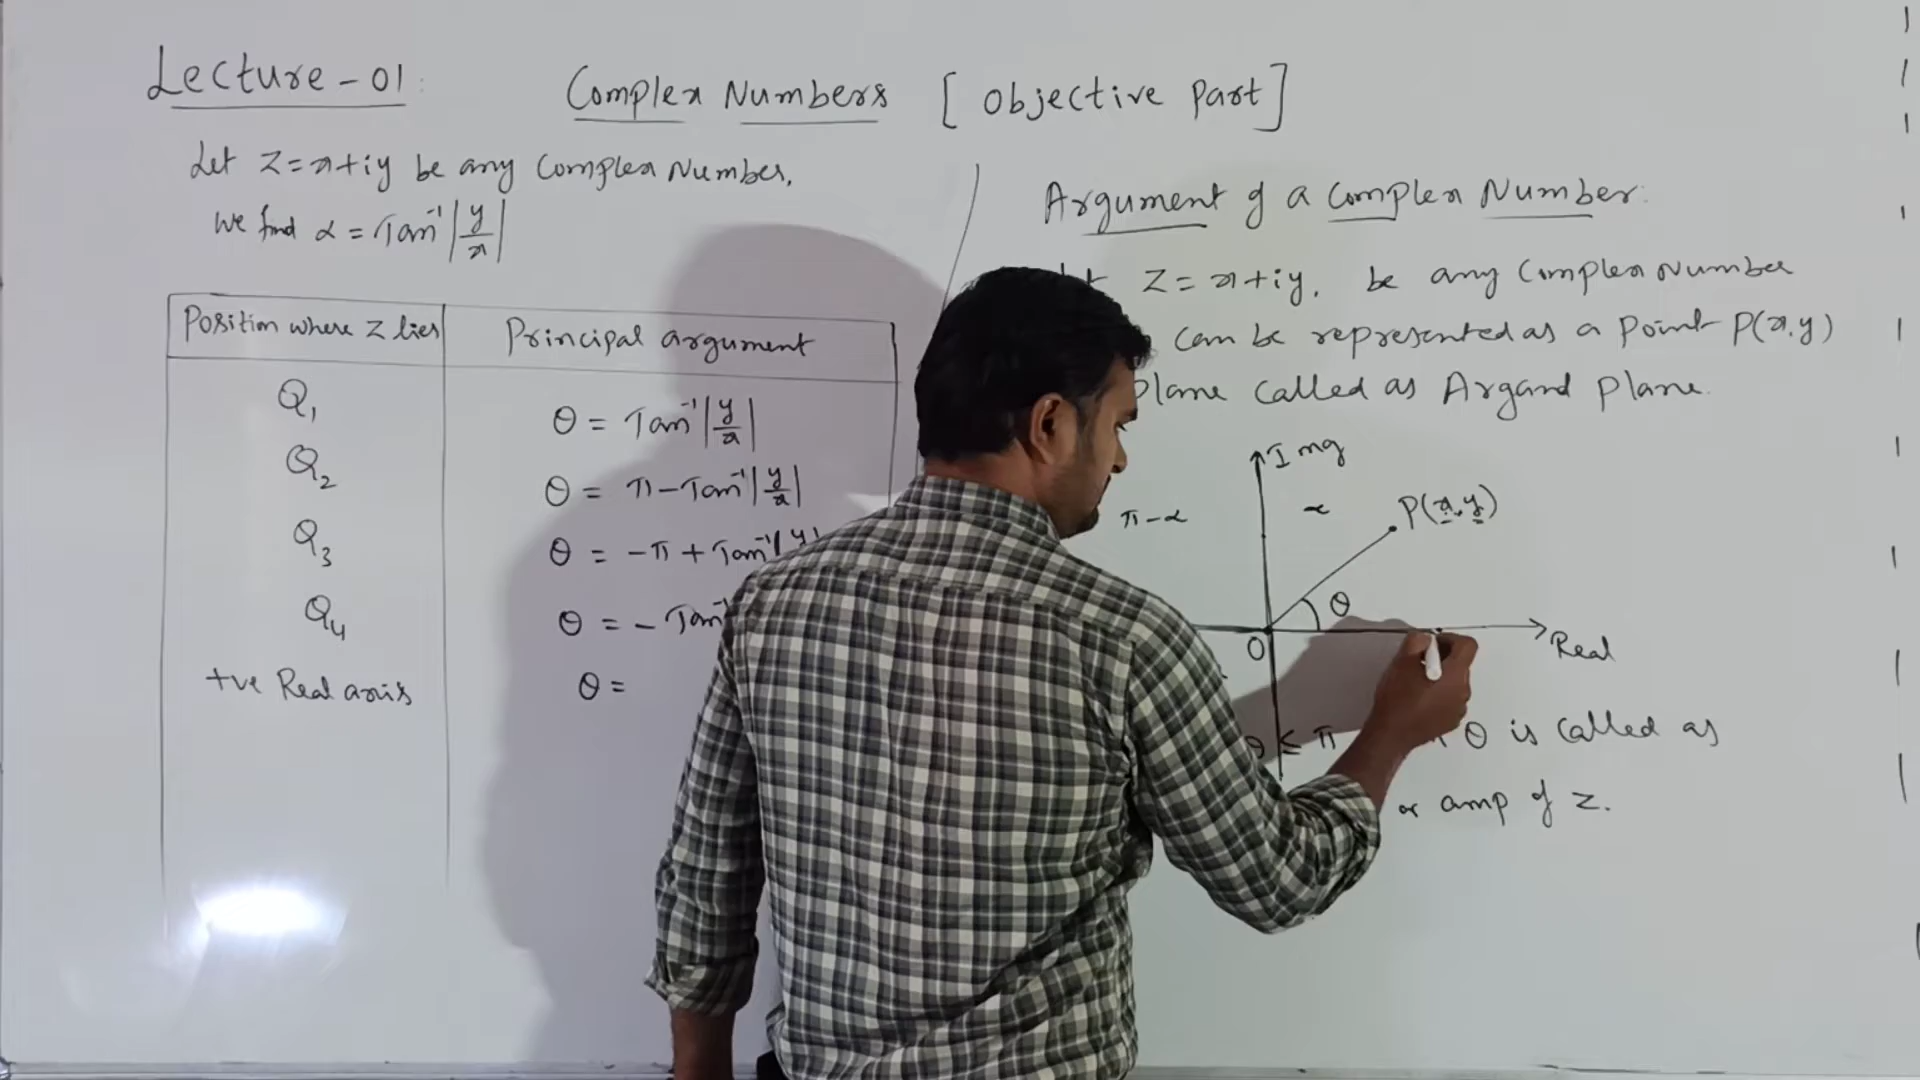 Lecture-01:
Complex Numbers [Objective Part]
Let z=x+iy be any Complex Number,
We find α = Tan⁻¹|y/x|
Position where z lies Principal argument
Q₁ θ = Tan⁻¹|y/x|
Q₂ θ = π-Tan⁻¹|y/x|
Q₃ θ = -π + Tan⁻¹|y
Q₄ θ = - Tan⁻¹
+ve Real axis θ =
Argument of a Complex Number:
z=x+iy, be any Complex Number
can be represented as a point P(x,y)
plane called as Argand plane.
Img
π-α α P(x,y)
θ
O Real
θ ≤ π θ is called as
or amp of z.